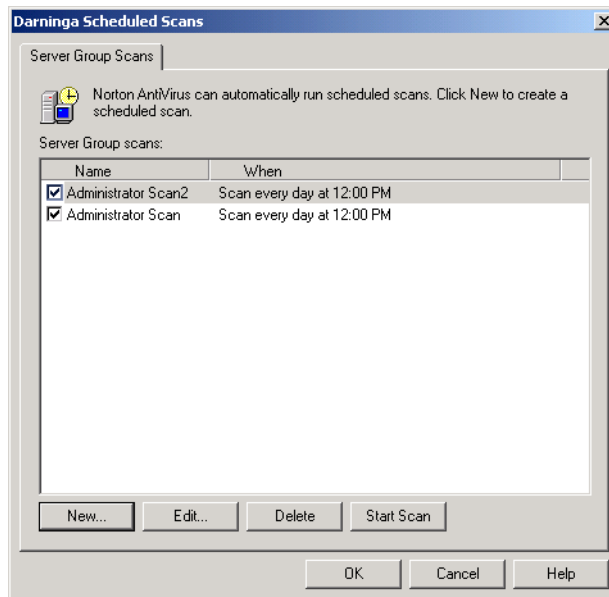 Darninga Scheduled Scans
Server Group Scans
Norton AntiVirus can automatically run scheduled scans. Click New to create a
scheduled scan.
Server Group scans:
Name When
Administrator Scan2 Scan every day at 12:00 PM
Administrator Scan Scan every day at 12:00 PM
New... Edit... Delete Start Scan
OK Cancel Help